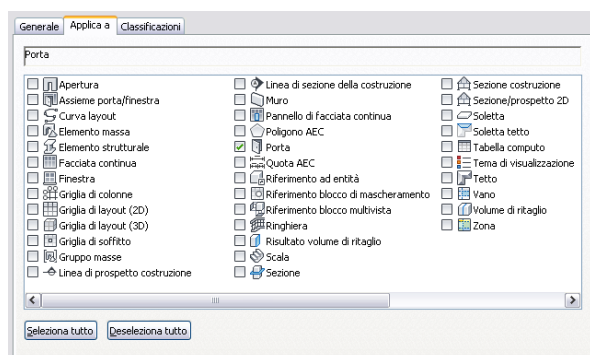 Generale Applica a Classificazioni
Porta
Apertura
Assieme porta/finestra
Curva layout
Elemento massa
Elemento strutturale
Facciata continua
Finestra
Griglia di colonne
Griglia di layout (2D)
Griglia di layout (3D)
Griglia di soffitto
Gruppo masse
Linea di prospetto costruzione
Linea di sezione della costruzione
Muro
Pannello di facciata continua
Poligono AEC
Porta
Quota AEC
Riferimento ad entità
Riferimento blocco di mascheramento
Riferimento blocco multivista
Ringhiera
Risultato volume di ritaglio
Scala
Sezione
Sezione costruzione
Sezione/prospetto 2D
Soletta
Soletta tetto
Tabella computo
Tema di visualizzazione
Tetto
Vano
Volume di ritaglio
Zona
Seleziona tutto Deseleziona tutto